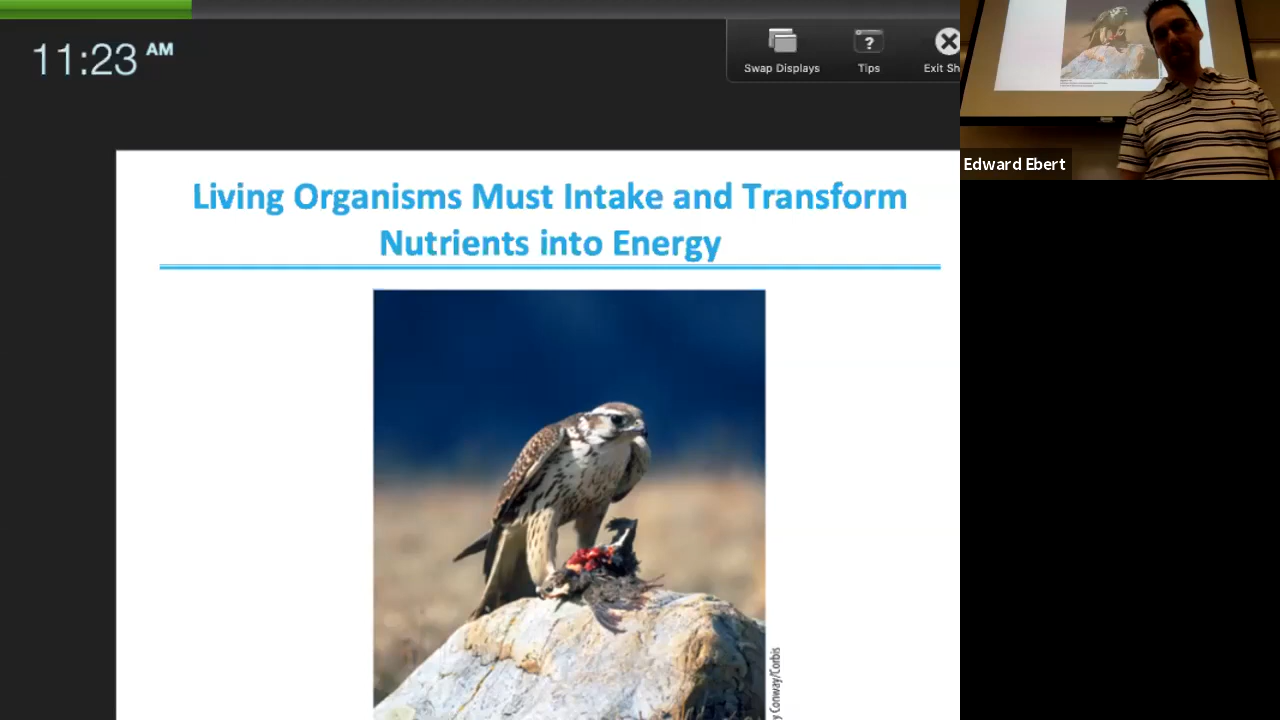 11:23 AM
Swap Displays
Tips
Exit Sh
Edward Ebert
Living Organisms Must Intake and Transform
Nutrients into Energy
y Conway/Corbis